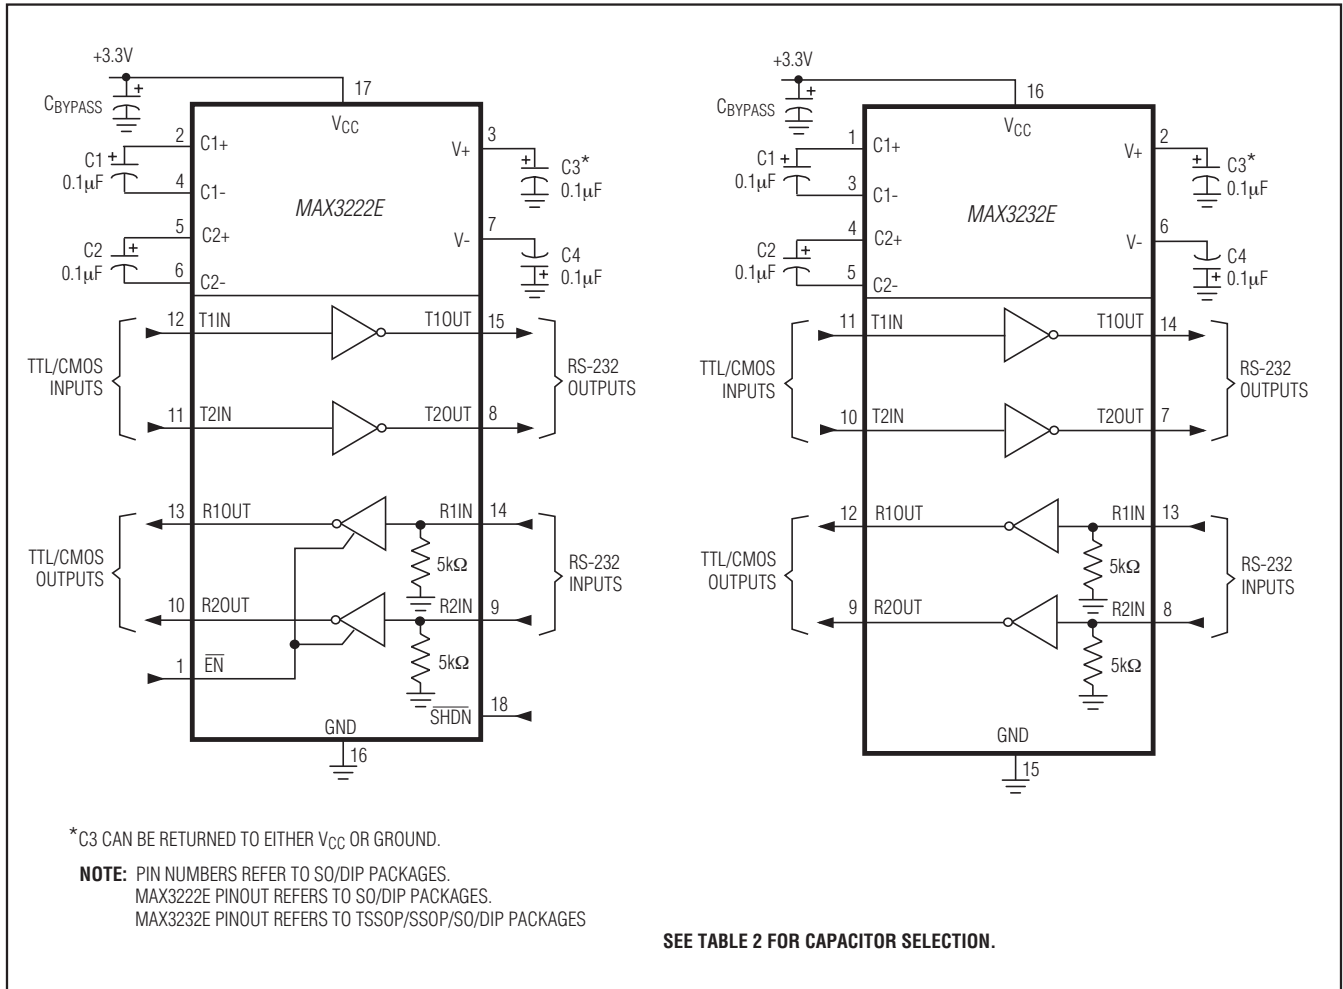 +3.3V
CBYPASS
17
VCC
2
C1+
C1
0.1µF
4
C1-
5
C2+
C2
0.1µF
6
C2-
MAX3222E
3
V+
C3*
0.1µF
7
V-
C4
0.1µF
12
T1IN
T1OUT
15
TTL/CMOS
INPUTS
RS-232
OUTPUTS
11
T2IN
T2OUT
8
13
R1OUT
R1IN
14
5kΩ
TTL/CMOS
OUTPUTS
RS-232
INPUTS
10
R2OUT
R2IN
9
5kΩ
1
EN
SHDN
18
GND
16
+3.3V
CBYPASS
16
VCC
1
C1+
C1
0.1µF
3
C1-
4
C2+
C2
0.1µF
5
C2-
MAX3232E
2
V+
C3*
0.1µF
6
V-
C4
0.1µF
11
T1IN
T1OUT
14
TTL/CMOS
INPUTS
RS-232
OUTPUTS
10
T2IN
T2OUT
7
12
R1OUT
R1IN
13
5kΩ
TTL/CMOS
OUTPUTS
RS-232
INPUTS
9
R2OUT
R2IN
8
5kΩ
GND
15
*C3 CAN BE RETURNED TO EITHER VCC OR GROUND.
NOTE: PIN NUMBERS REFER TO SO/DIP PACKAGES.
MAX3222E PINOUT REFERS TO SO/DIP PACKAGES.
MAX3232E PINOUT REFERS TO TSSOP/SSOP/SO/DIP PACKAGES
SEE TABLE 2 FOR CAPACITOR SELECTION.